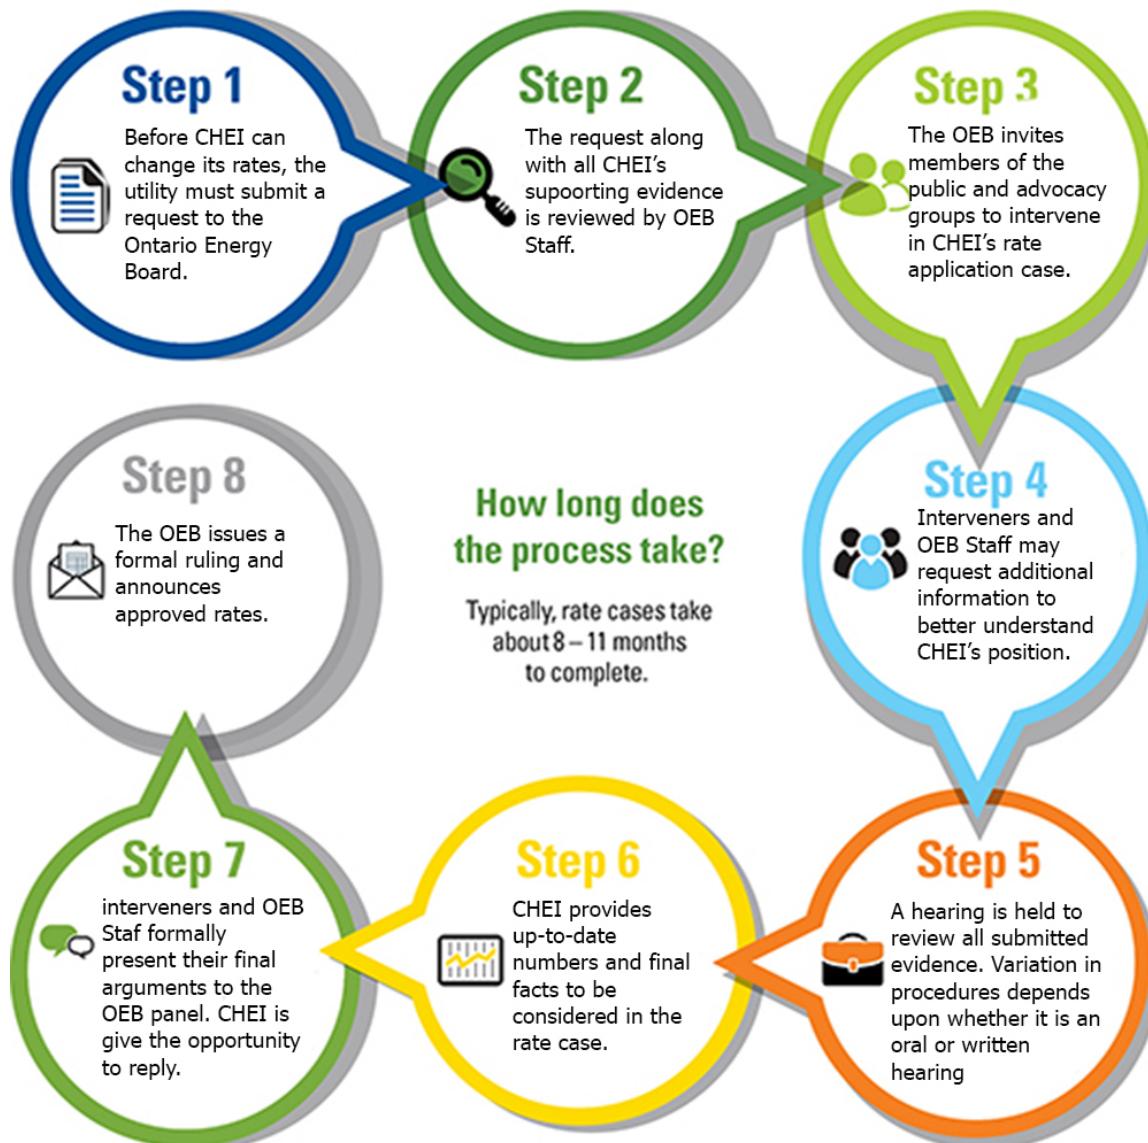 Step 1
Before CHEI can
change its rates, the
utility must submit a
request to the
Ontario Energy
Board.
Step 2
The request along
with all CHEI's
supoorting evidence
is reviewed by OEB
Staff.
Step 3
The OEB invites
members of the
public and advocacy
groups to intervene
in CHEI's rate
application case.
Step 4
Interveners and
OEB Staff may
request additional
information to
better understand
CHEI's position.
Step 5
A hearing is held to
review all submitted
evidence. Variation in
procedures depends
upon whether it is an
oral or written
hearing
Step 6
CHEI provides
up-to-date
numbers and final
facts to be
considered in the
rate case.
Step 7
interveners and OEB
Staf formally
present their final
arguments to the
OEB panel. CHEI is
give the opportunity
to reply.
Step 8
The OEB issues a
formal ruling and
announces
approved rates.
How long does
the process take?
Typically, rate cases take
about 8 – 11 months
to complete.